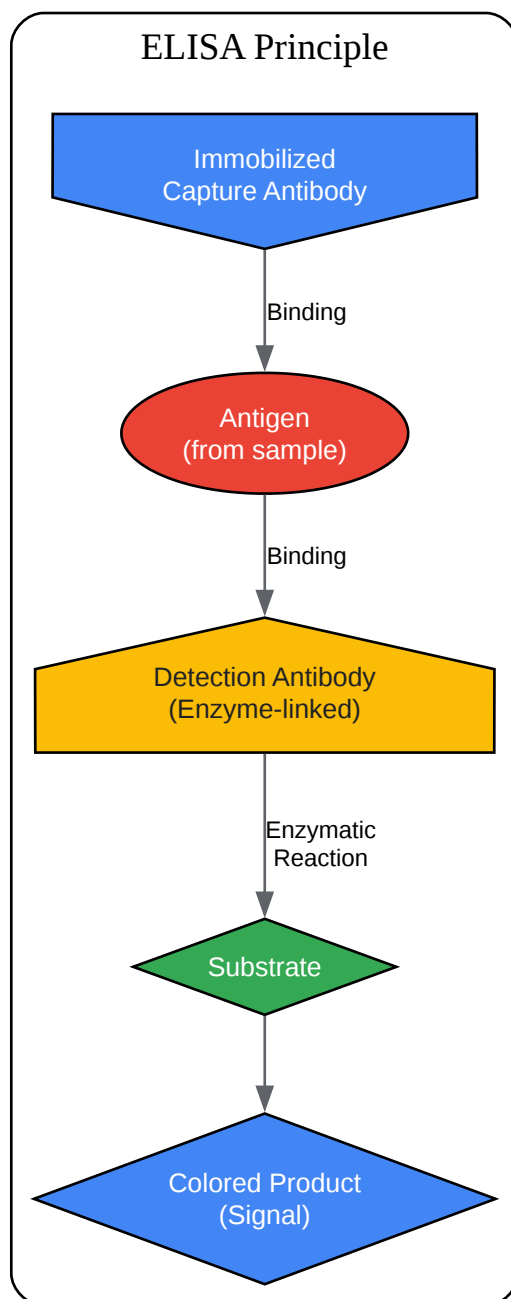 ELISA Principle
Immobilized
Capture Antibody
Binding
Antigen
(from sample)
Binding
Detection Antibody
(Enzyme-linked)
Enzymatic
Reaction
Substrate
Colored Product
(Signal)